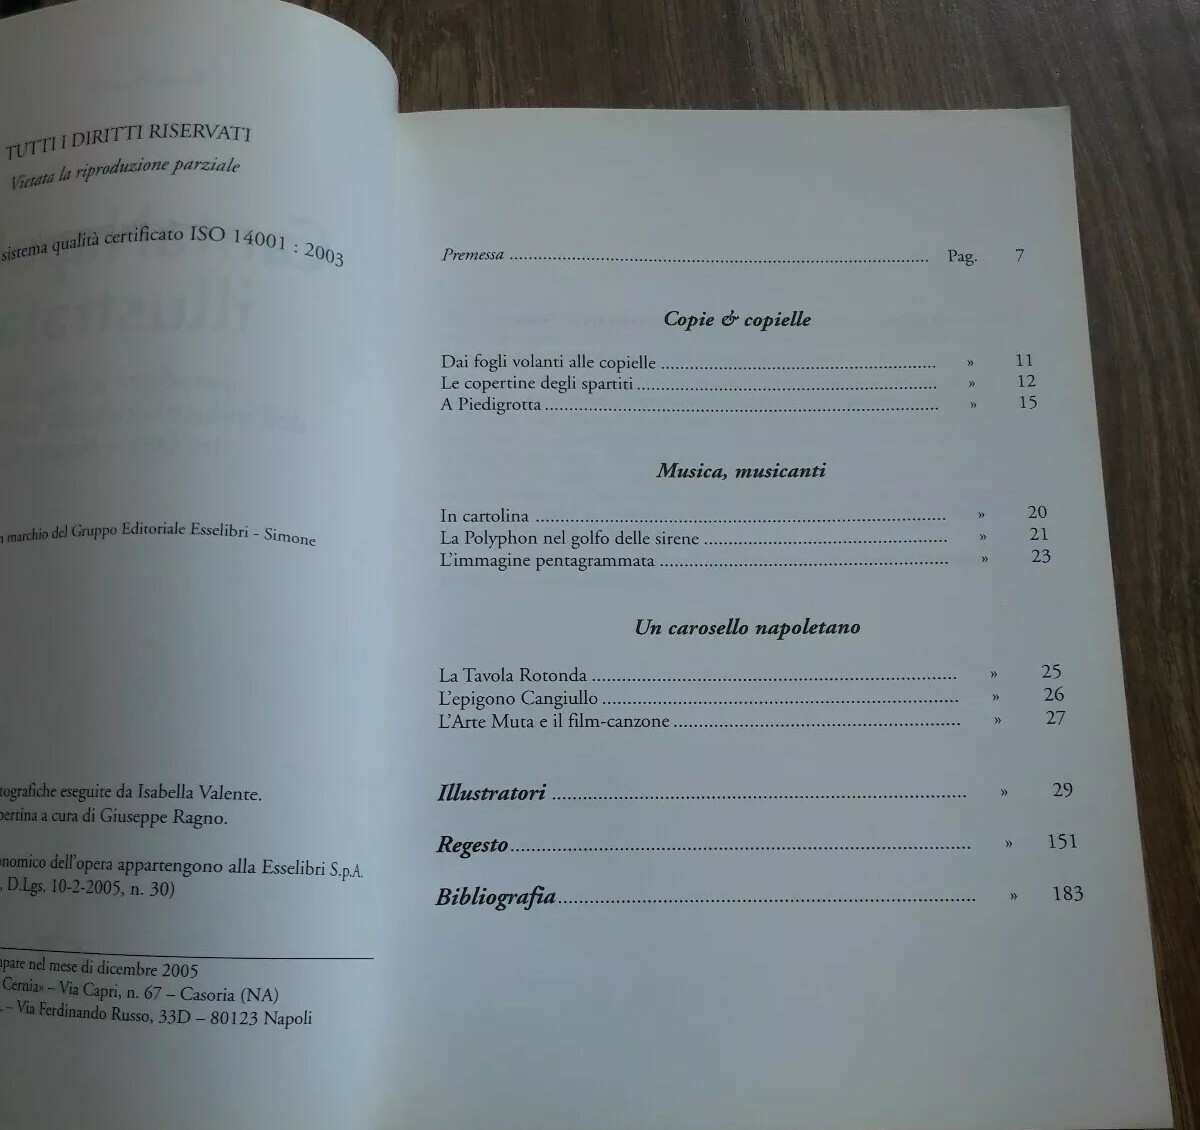 TUTTI I DIRITTI RISERVATI
Vietata la riproduzione parziale
sistema qualità certificato ISO 14001 : 2003
marchio del Gruppo Editoriale Esselibri - Simone
eseguite da Isabella Valente.
a cura di Giuseppe Ragno.
dell'opera appartengono alla Esselibri S.p.A.
, D.Lgs. 10-2-2005, n. 30)
nel mese di dicembre 2005
Cernia» – Via Capri, n. 67 – Casoria (NA)
– Via Ferdinando Russo, 33D – 80123 Napoli
Premessa ........ Pag. 7
Copie & copielle
Dai fogli volanti alle copielle ........ » 11
Le copertine degli spartiti ........ » 12
A Piedigrotta ........ » 15
Musica, musicanti
In cartolina ........ » 20
La Polyphon nel golfo delle sirene ........ » 21
L'immagine pentagrammata ........ » 23
Un carosello napoletano
La Tavola Rotonda ........ » 25
L'epigono Cangiullo ........ » 26
L'Arte Muta e il film-canzone ........ » 27
Illustratori ........ » 29
Regesto ........ » 151
Bibliografia ........ » 183